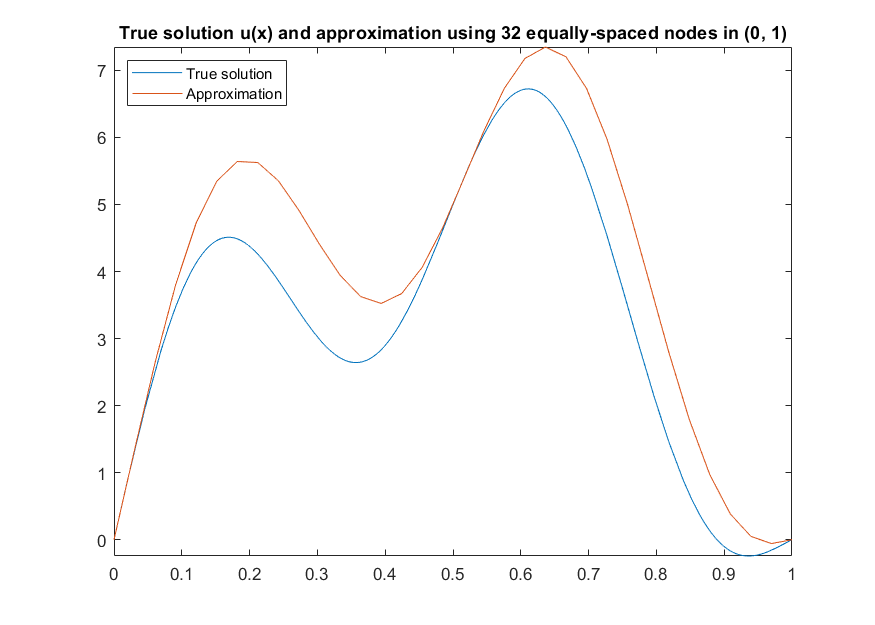 True solution u(x) and approximation using 32 equally-spaced nodes in (0, 1)
True solution
Approximation
7
6
5
4
3
2
1
0
0 0.1 0.2 0.3 0.4 0.5 0.6 0.7 0.8 0.9 1